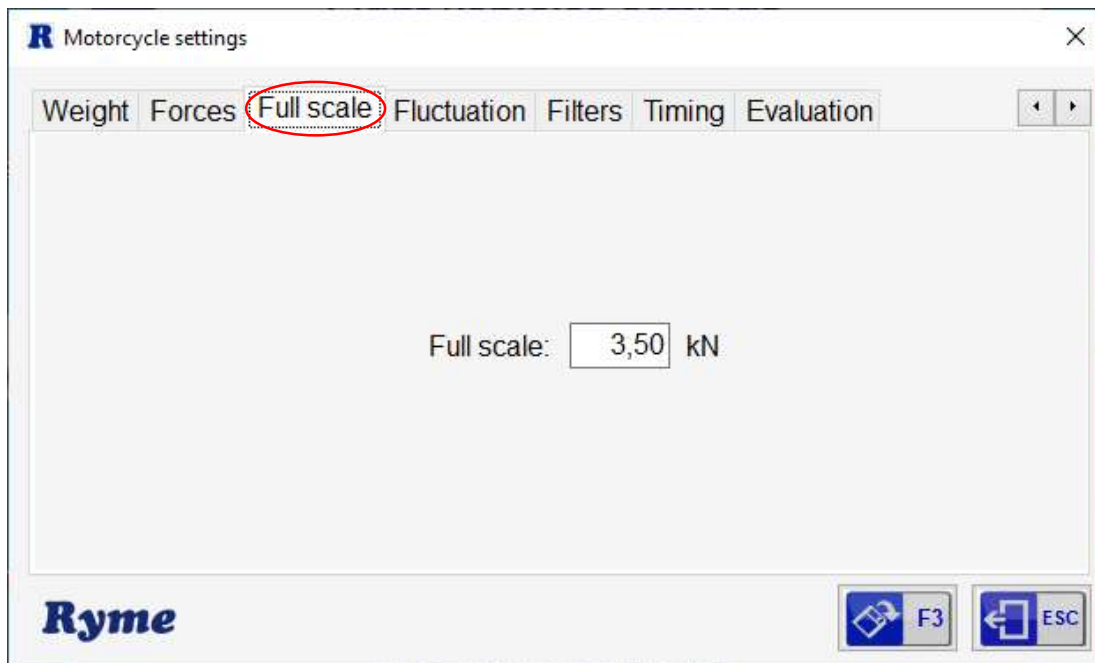 R Motorcycle settings
Weight Forces Full scale Fluctuation Filters Timing Evaluation
Full scale: 3,50 kN
Ryme F3 ESC